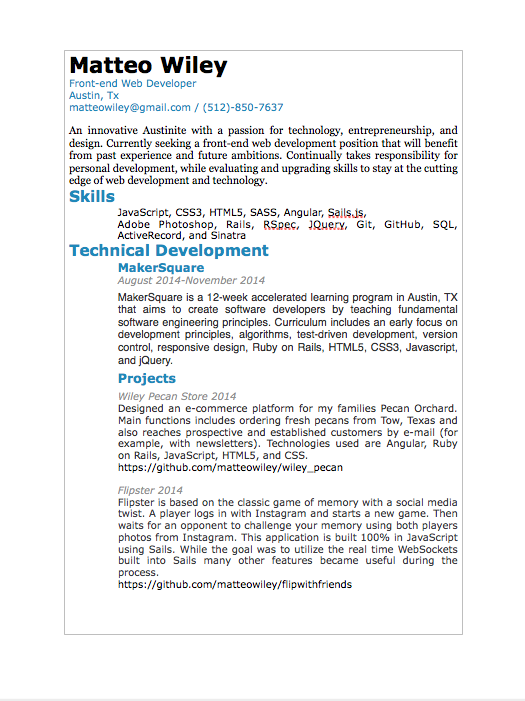 Matteo Wiley
Front-end Web Developer
Austin, Tx
matteowiley@gmail.com / (512)-850-7637
An innovative Austinite with a passion for technology, entrepreneurship, and
design. Currently seeking a front-end web development position that will benefit
from past experience and future ambitions. Continually takes responsibility for
personal development, while evaluating and upgrading skills to stay at the cutting
edge of web development and technology.
Skills
JavaScript, CSS3, HTML5, SASS, Angular, Sails.js,
Adobe Photoshop, Rails, RSpec, JQuery, Git, GitHub, SQL,
ActiveRecord, and Sinatra
Technical Development
MakerSquare
August 2014-November 2014
MakerSquare is a 12-week accelerated learning program in Austin, TX
that aims to create software developers by teaching fundamental
software engineering principles. Curriculum includes an early focus on
development principles, algorithms, test-driven development, version
control, responsive design, Ruby on Rails, HTML5, CSS3, Javascript,
and jQuery.
Projects
Wiley Pecan Store 2014
Designed an e-commerce platform for my families Pecan Orchard.
Main functions includes ordering fresh pecans from Tow, Texas and
also reaches prospective and established customers by e-mail (for
example, with newsletters). Technologies used are Angular, Ruby
on Rails, JavaScript, HTML5, and CSS.
https://github.com/matteowiley/wiley_pecan
Flipster 2014
Flipster is based on the classic game of memory with a social media
twist. A player logs in with Instagram and starts a new game. Then
waits for an opponent to challenge your memory using both players
photos from Instagram. This application is built 100% in JavaScript
using Sails. While the goal was to utilize the real time WebSockets
built into Sails many other features became useful during the
process.
https://github.com/matteowiley/flipwithfriends